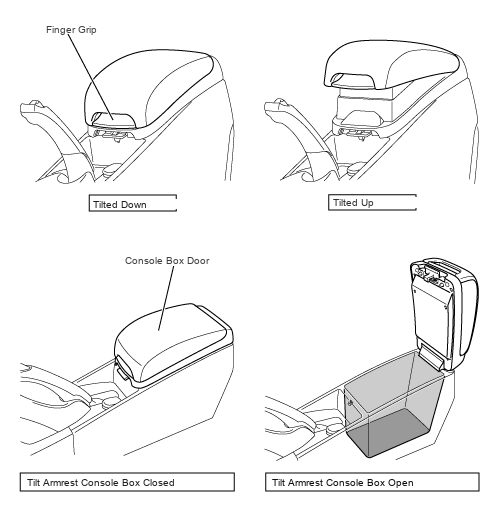 Finger Grip
Tilted Down
Tilted Up
Console Box Door
Tilt Armrest Console Box Closed
Tilt Armrest Console Box Open